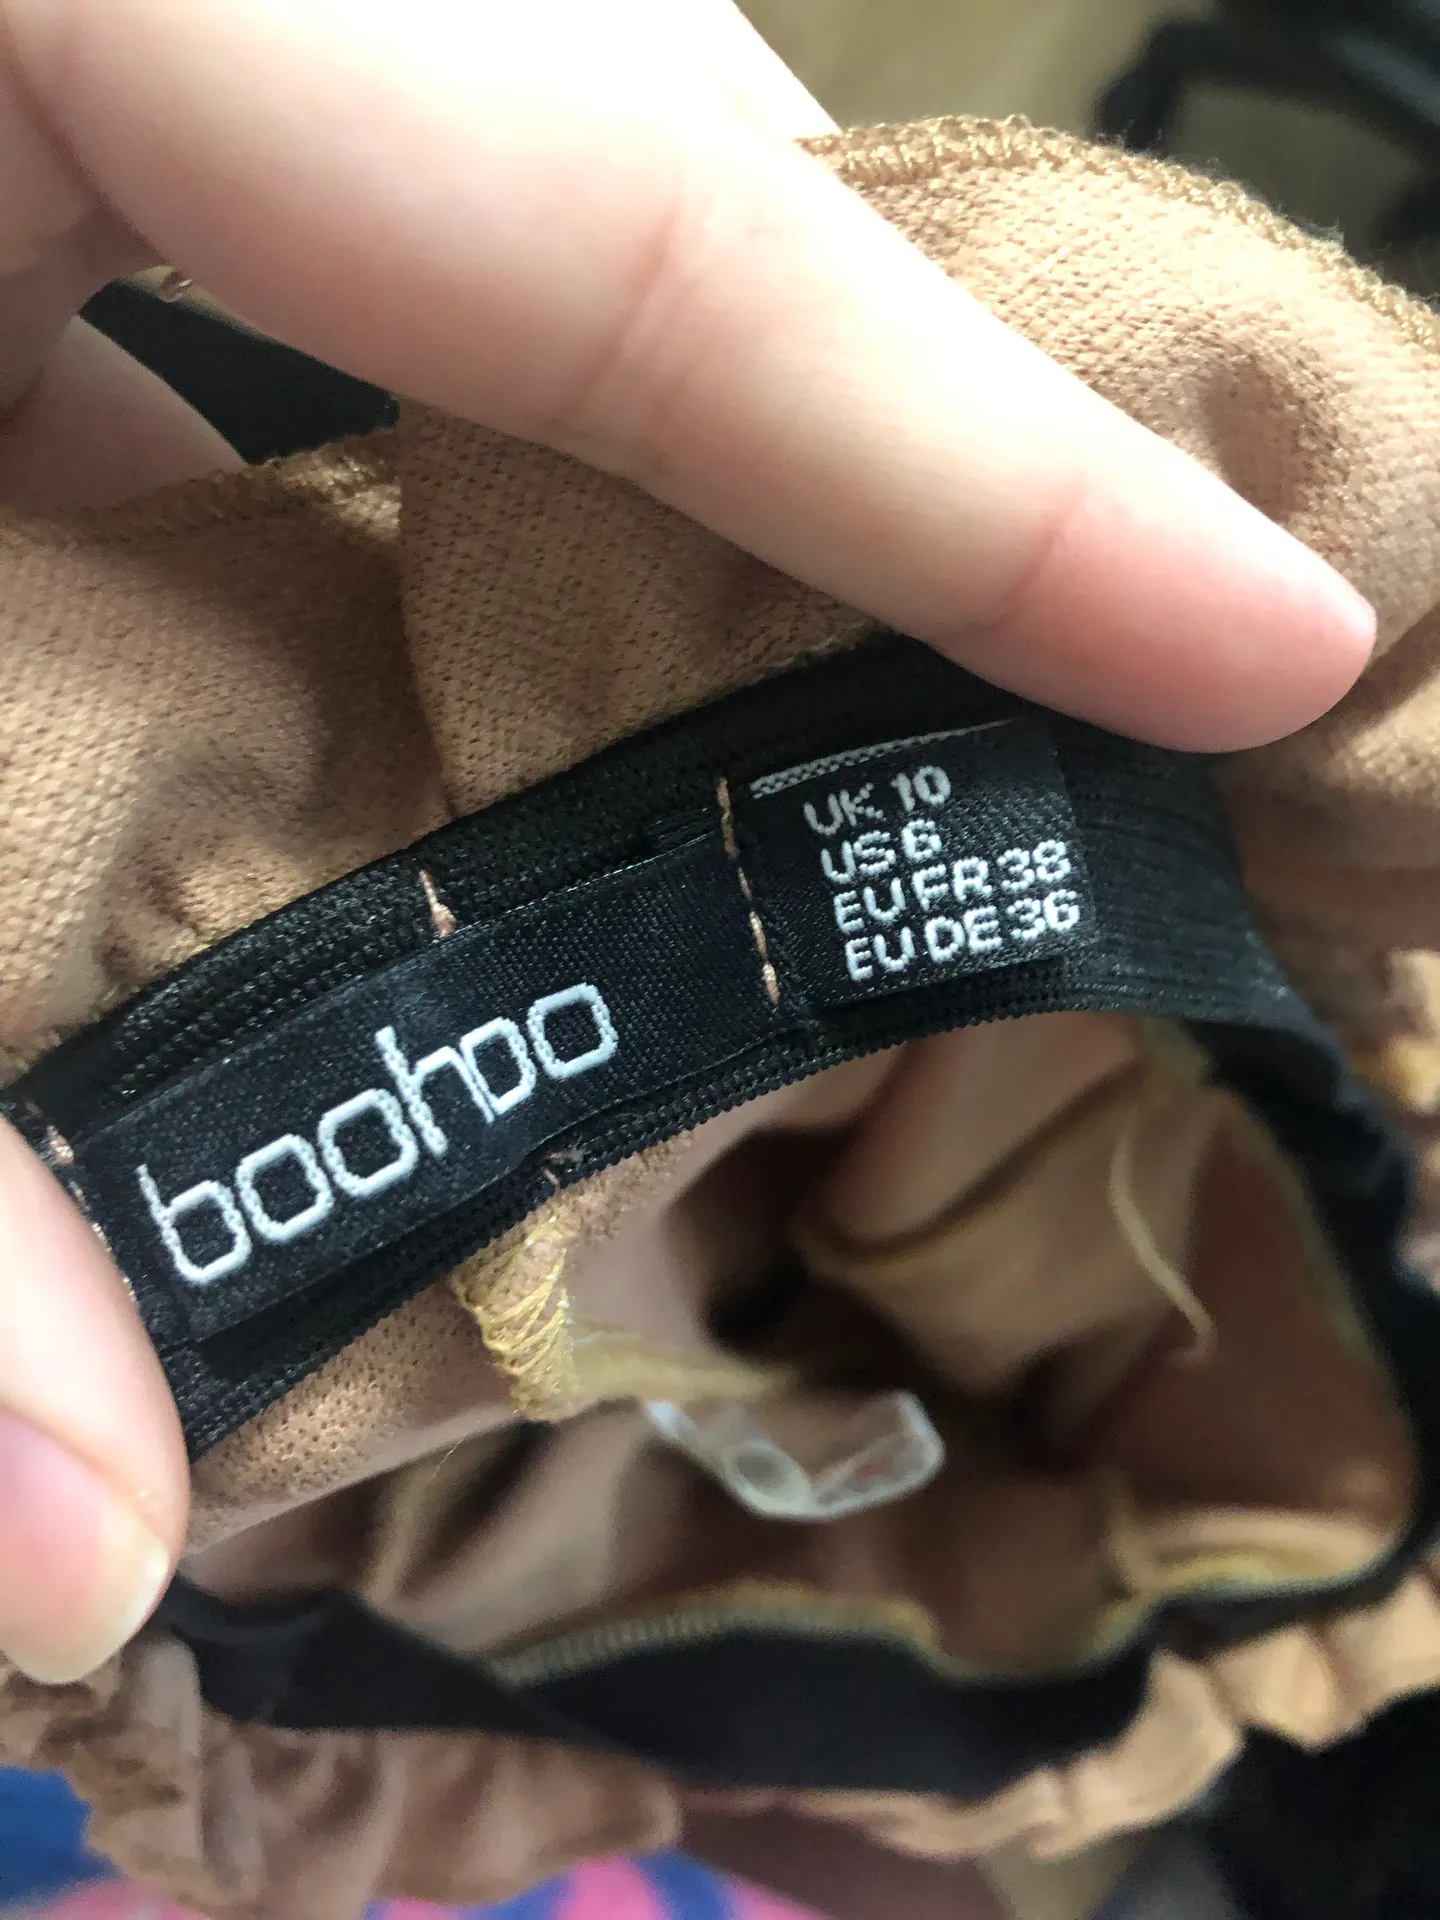 boohoo
UK 10
US 6
EU FR 38
EU DE 36